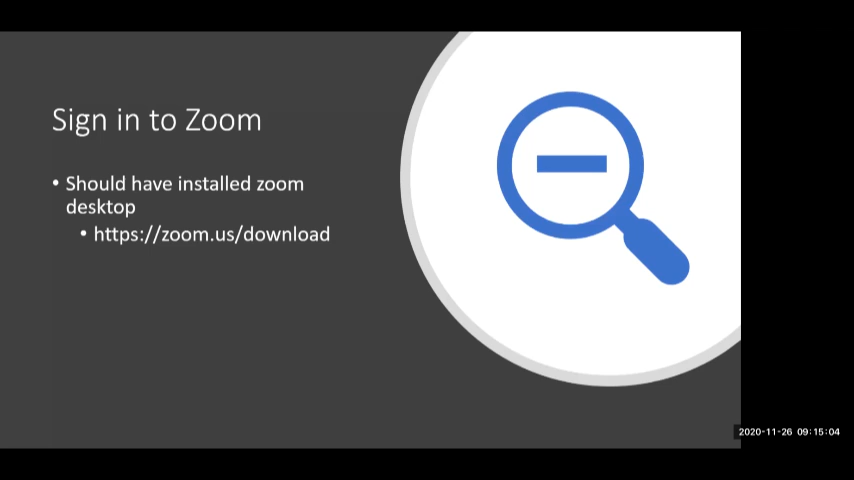 Sign in to Zoom
• Should have installed zoom
desktop
• https://zoom.us/download
2020-11-26 09:15:04